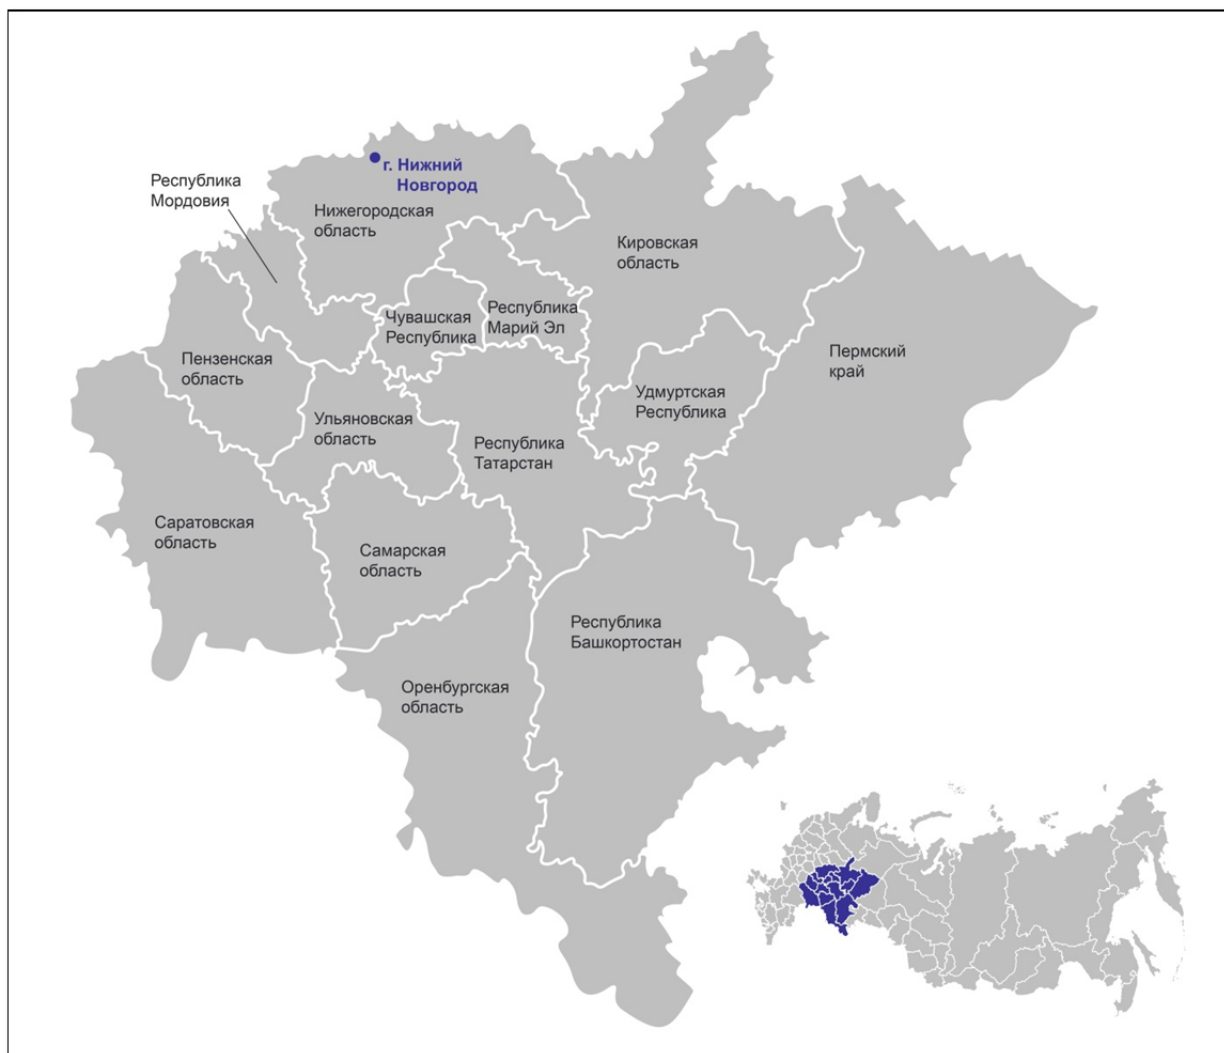 г. Нижний
Новгород
Республика
Мордовия
Нижегородская
область
Кировская
область
Чувашская
Республика
Республика
Марий Эл
Пермский
край
Пензенская
область
Удмуртская
Республика
Ульяновская
область
Республика
Татарстан
Саратовская
область
Самарская
область
Республика
Башкортостан
Оренбургская
область